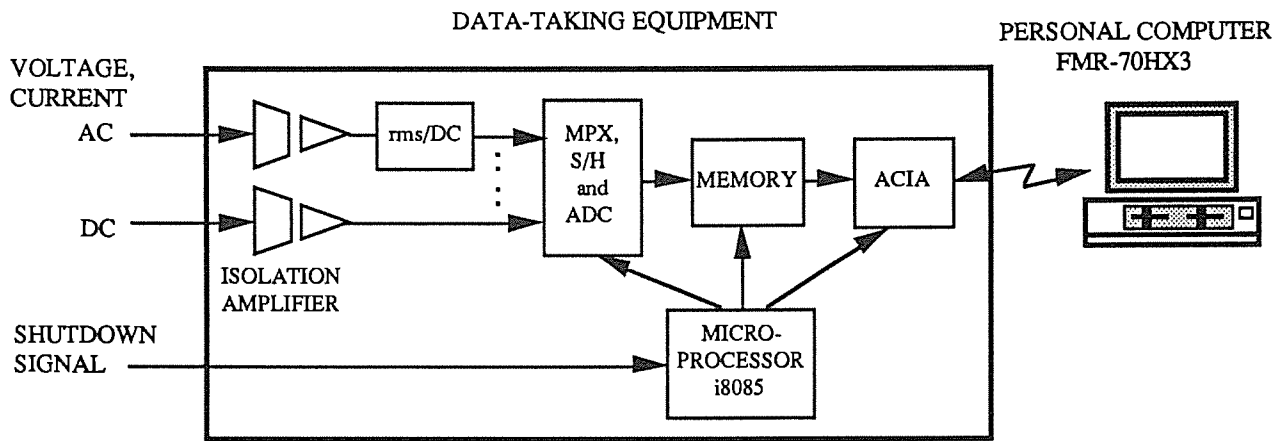 DATA-TAKING EQUIPMENT
PERSONAL COMPUTER
FMR-70HX3
VOLTAGE,
CURRENT
AC
DC
rms/DC
MPX,
S/H
and
ADC
MEMORY
ACIA
ISOLATION
AMPLIFIER
SHUTDOWN
SIGNAL
MICRO-
PROCESSOR
i8085